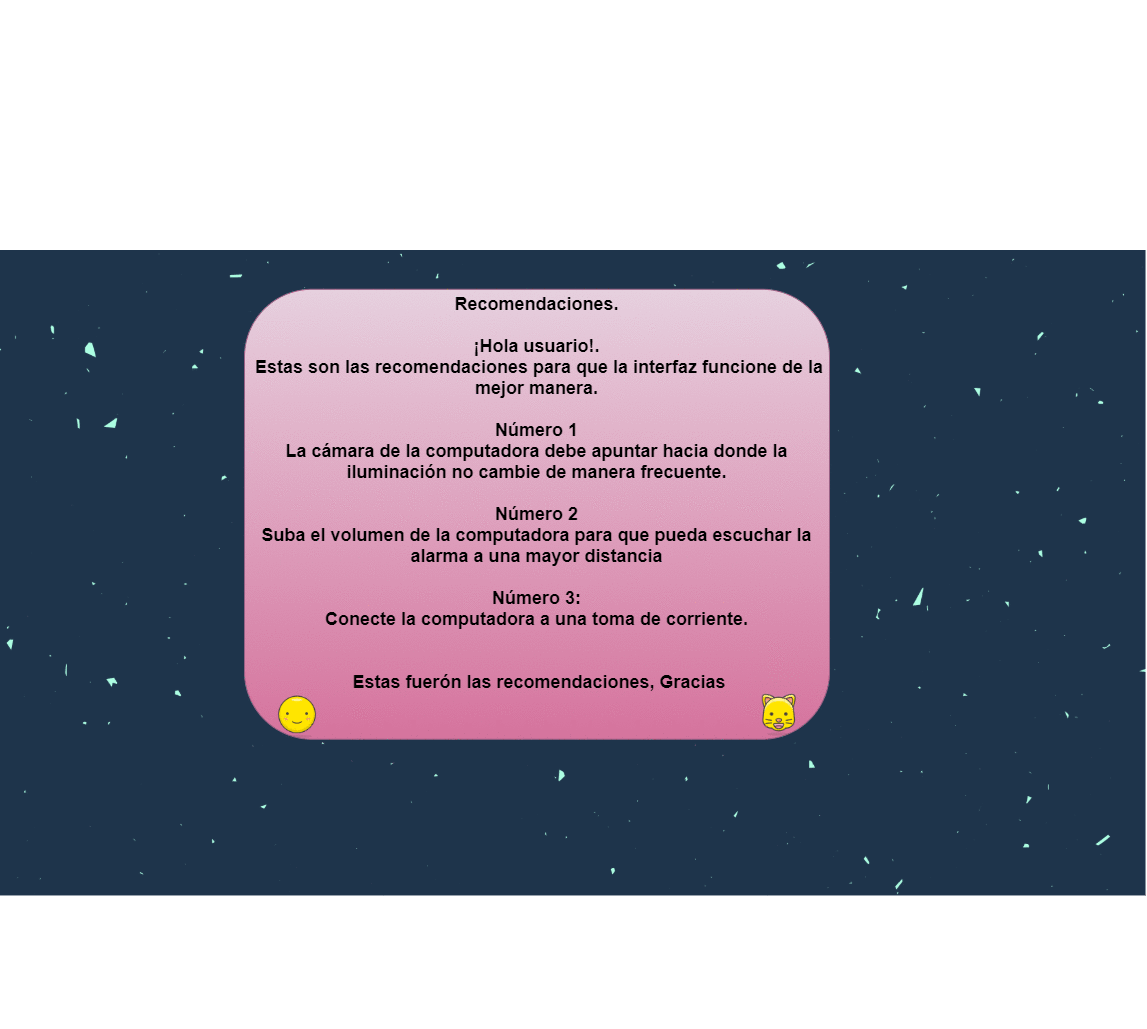 Recomendaciones.
¡Hola usuario!.
Estas son las recomendaciones para que la interfaz funcione de la
mejor manera.
Número 1
La cámara de la computadora debe apuntar hacia donde la
iluminación no cambie de manera frecuente.
Número 2
Suba el volumen de la computadora para que pueda escuchar la
alarma a una mayor distancia
Número 3:
Conecte la computadora a una toma de corriente.
Estas fuerón las recomendaciones, Gracias